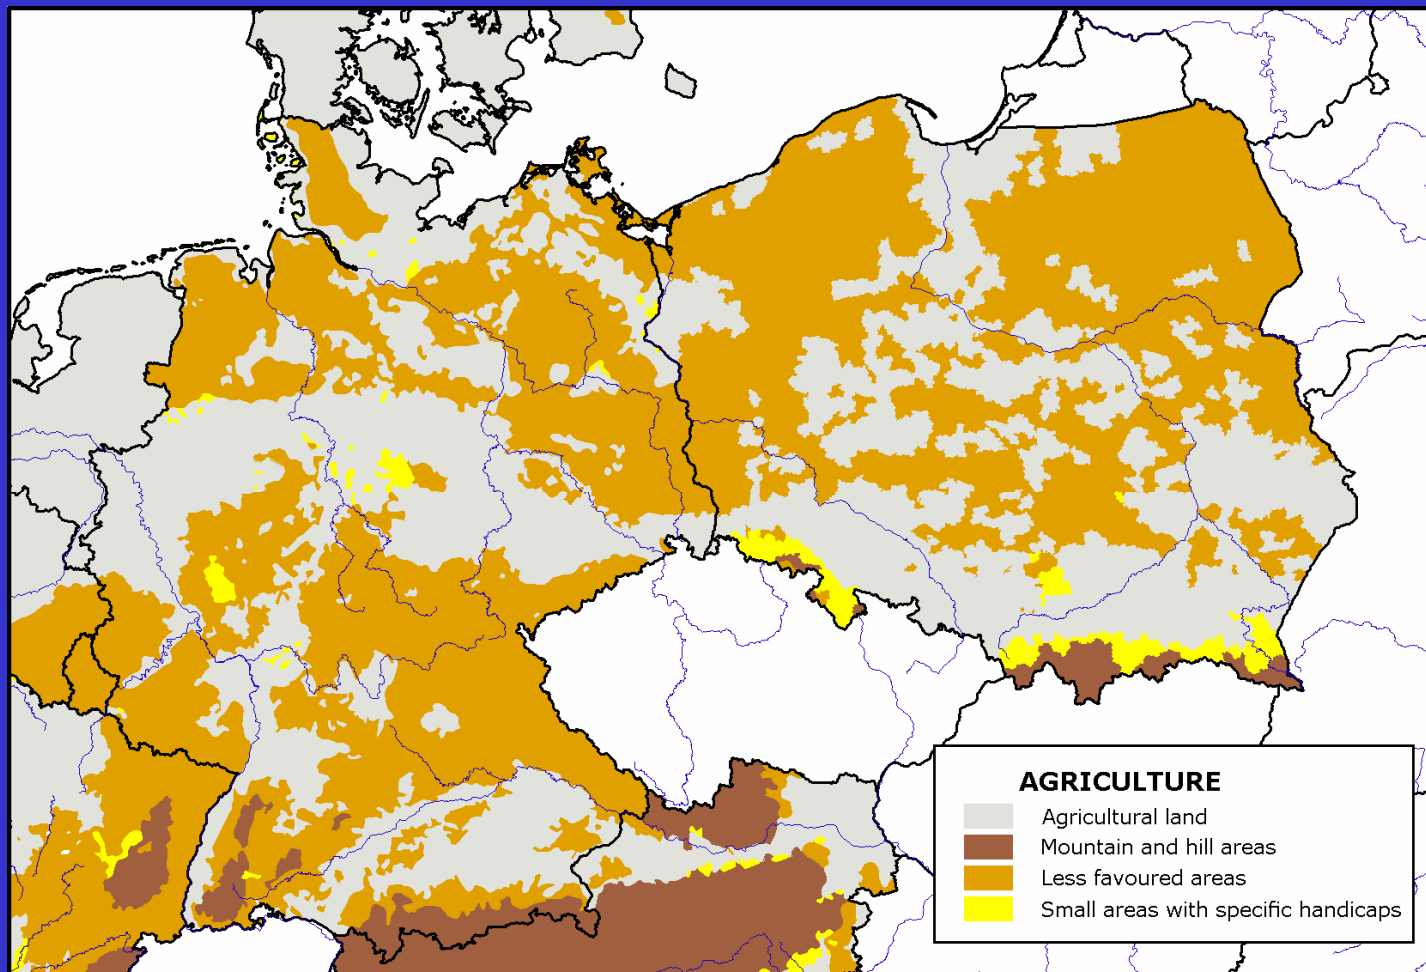 AGRICULTURE
Agricultural land
Mountain and hill areas
Less favoured areas
Small areas with specific handicaps